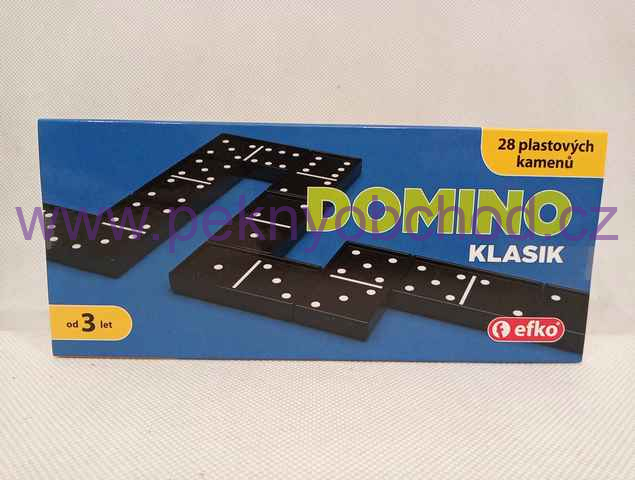 28 plastových
kamenů
DOMINO
KLASIK
www.peknyobchod.cz
od 3 let
efko